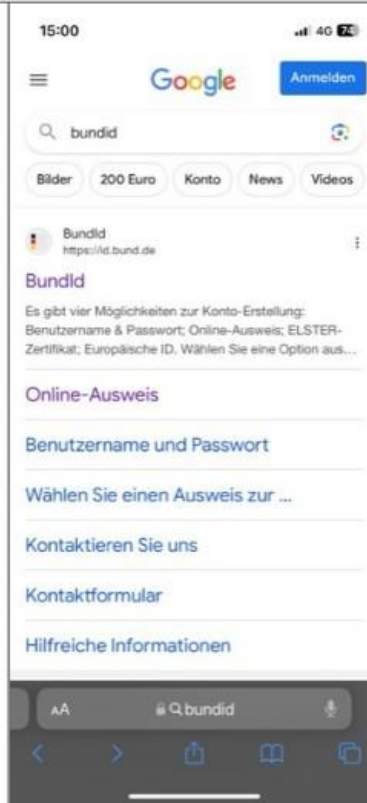 15:00
4G 74
Google
Anmelden
bundid
Bilder
200 Euro
Konto
News
Videos
BundId
https://id.bund.de
BundId
Es gibt vier Möglichkeiten zur Konto-Erstellung:
Benutzername & Passwort; Online-Ausweis; ELSTER-
Zertifikat; Europäische ID. Wählen Sie eine Option aus...
Online-Ausweis
Benutzername und Passwort
Wählen Sie einen Ausweis zur ...
Kontaktieren Sie uns
Kontaktformular
Hilfreiche Informationen
AA
bundid